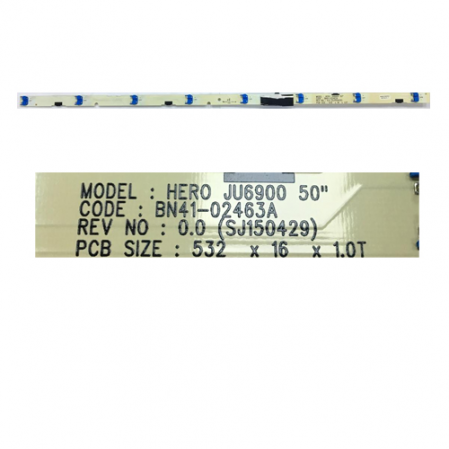 MODEL : HERO JU6900 50"
CODE : BN41-02463A
REV NO : 0.0 (SJ150429)
PCB SIZE : 532 x 16 x 1.0T